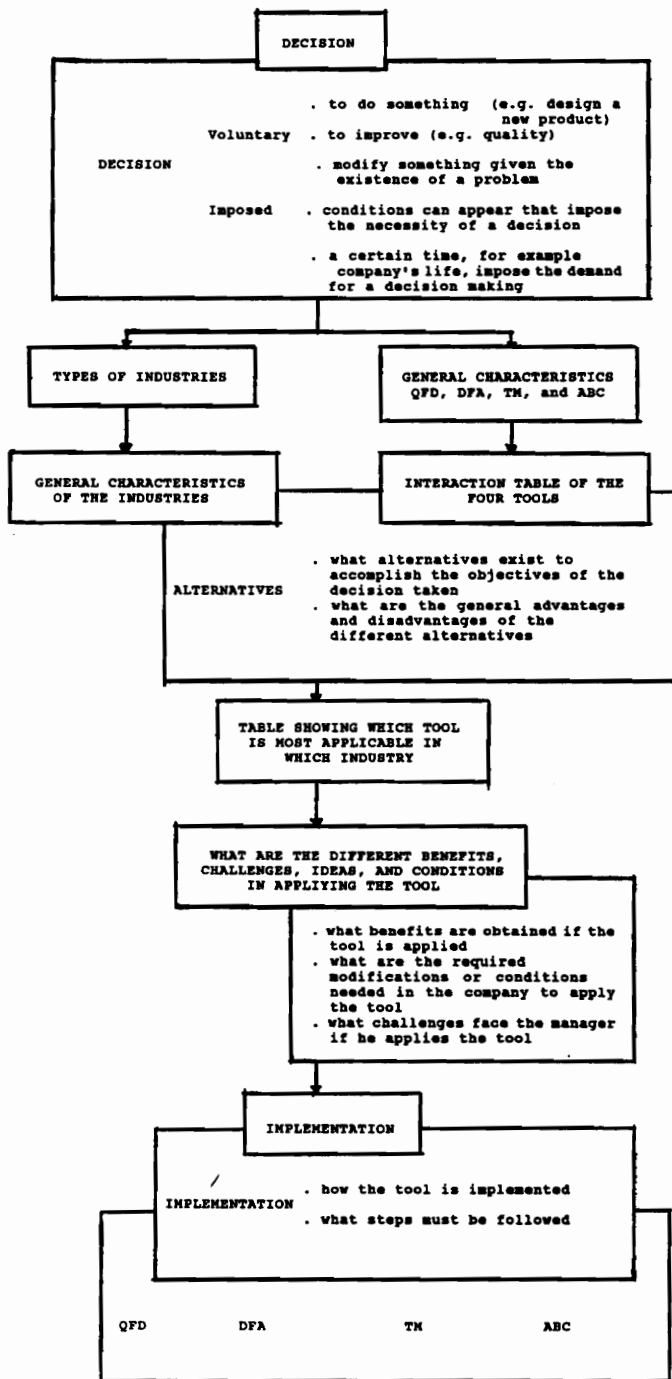 DECISION
. to do something (e.g. design a
new product)
Voluntary . to improve (e.g. quality)
DECISION . modify something given the
existence of a problem
Imposed . conditions can appear that impose
the necessity of a decision
. a certain time, for example
company's life, impose the demand
for a decision making
TYPES OF INDUSTRIES
GENERAL CHARACTERISTICS
QFD, DFA, TM, and ABC
GENERAL CHARACTERISTICS
OF THE INDUSTRIES
INTERACTION TABLE OF THE
FOUR TOOLS
. what alternatives exist to
accomplish the objectives of the
ALTERNATIVES decision taken
. what are the general advantages
and disadvantages of the
different alternatives
TABLE SHOWING WHICH TOOL
IS MOST APPLICABLE IN
WHICH INDUSTRY
WHAT ARE THE DIFFERENT BENEFITS,
CHALLENGES, IDEAS, AND CONDITIONS
IN APPLIYING THE TOOL
. what benefits are obtained if the
tool is applied
. what are the required
modifications or conditions
needed in the company to apply
the tool
. what challenges face the manager
if he applies the tool
IMPLEMENTATION
IMPLEMENTATION . how the tool is implemented
. what steps must be followed
QFD DFA TM ABC